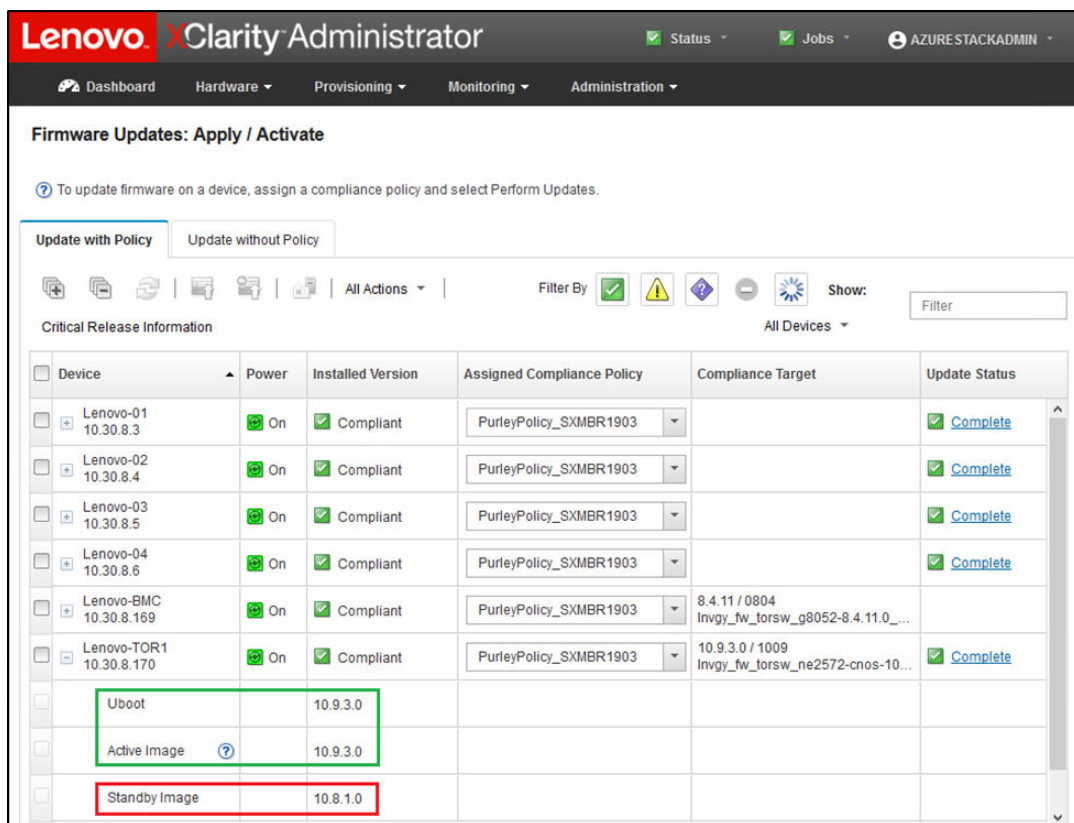 Lenovo. XClarity Administrator
Status
Jobs
AZURESTACKADMIN
Dashboard
Hardware
Provisioning
Monitoring
Administration
Firmware Updates: Apply / Activate
? To update firmware on a device, assign a compliance policy and select Perform Updates.
Update with Policy
Update without Policy
All Actions
Filter By
Show:
Filter
Critical Release Information
All Devices
Device Power Installed Version Assigned Compliance Policy Compliance Target Update Status
Lenovo-01
10.30.8.3
On Compliant PurleyPolicy_SXMBR1903 Complete
Lenovo-02
10.30.8.4
On Compliant PurleyPolicy_SXMBR1903 Complete
Lenovo-03
10.30.8.5
On Compliant PurleyPolicy_SXMBR1903 Complete
Lenovo-04
10.30.8.6
On Compliant PurleyPolicy_SXMBR1903 Complete
Lenovo-BMC
10.30.8.169
On Compliant PurleyPolicy_SXMBR1903
8.4.11 / 0804
lnvgy_fw_torsw_g8052-8.4.11.0_...
Lenovo-TOR1
10.30.8.170
On Compliant PurleyPolicy_SXMBR1903
10.9.3.0 / 1009
lnvgy_fw_torsw_ne2572-cnos-10...
Complete
Uboot 10.9.3.0
Active Image ? 10.9.3.0
Standby Image 10.8.1.0